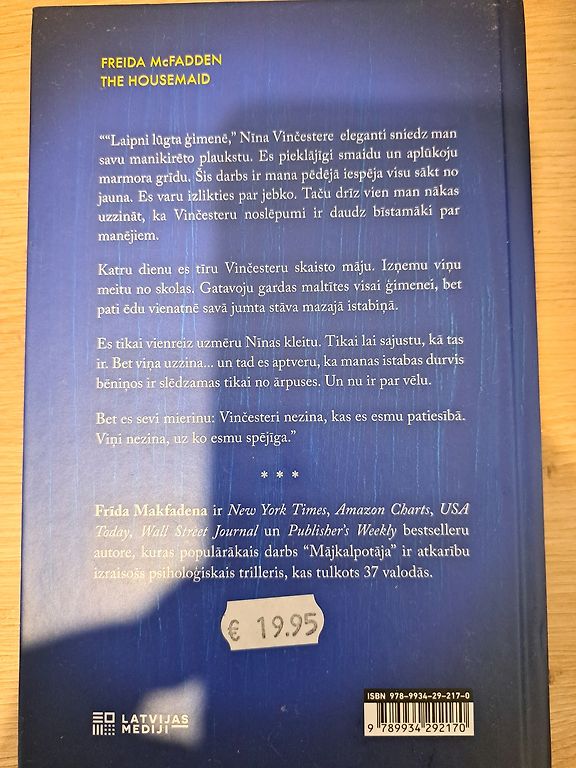 FREIDA McFADDEN
THE HOUSEMAID
““Laipni lūgta ģimenē,” Nīna Vinčestere eleganti sniedz man
savu manikirēto plaukstu. Es pieklājīgi smaidu un aplūkoju
marmora grīdu. Šis darbs ir mana pēdējā iespēja visu sākt no
jauna. Es varu izlikties par jebko. Taču drīz vien man nākas
uzzināt, ka Vinčesteru noslēpumi ir daudz bīstamāki par
manējiem.
Katru dienu es tīru Vinčesteru skaisto māju. Izņemu viņu
meitu no skolas. Gatavoju gardas maltītes visai ģimenei, bet
pati ēdu vienatnē savā jumta stāva mazajā istabiņā.
Es tikai vienreiz uzmēru Nīnas kleitu. Tikai lai sajustu, kā tas
ir. Bet viņa uzzina... un tad es aptveru, ka manas istabas durvis
bēniņos ir slēdzamas tikai no ārpuses. Un nu ir par vēlu.
Bet es sevi mierinu: Vinčesteri nezina, kas es esmu patiesībā.
Viņi nezina, uz ko esmu spējīga.”
* * *
Frīda Makfadena ir New York Times, Amazon Charts, USA
Today, Wall Street Journal un Publisher’s Weekly bestselleru
autore, kuras populārākais darbs “Mājkalpotāja” ir atkarību
izraisošs psiholoģiskais trilleris, kas tulkots 37 valodās.
€ 19.95
LATVIJAS
MEDIJI
ISBN 978-9934-29-217-0
9 789934 292170